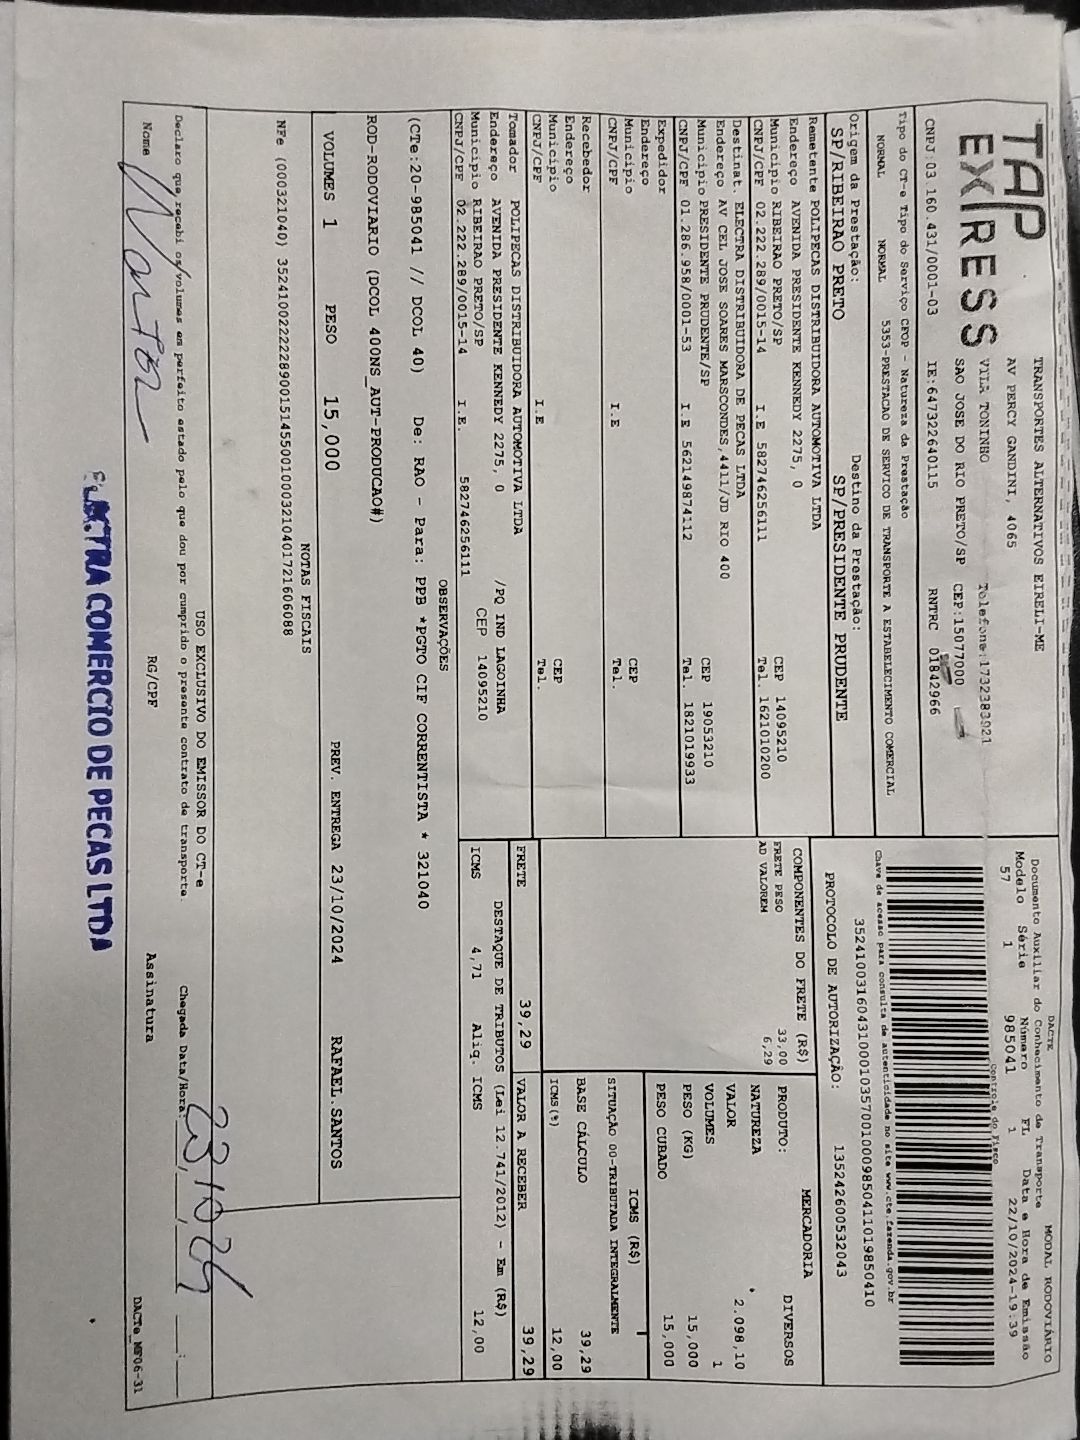 TAP
EXPRESS
TRANSPORTES ALTERNATIVOS EIRELI-ME
AV PERCY GANDINI, 4065
VILA TONINHO Telefone:1732383021
SAO JOSE DO RIO PRETO/SP CEP:15077000
CNPJ:03 160.431/0001-03 IE:647322640115 RNTRC 01842966
Tipo do CT-e Tipo do Serviço CFOP - Natureza da Prestação
NORMAL NORMAL 5353-PRESTACAO DE SERVICO DE TRANSPORTE A ESTABELECIMENTO COMERCIAL
Origem da Prestação: Destino da Prestação:
SP/RIBEIRAO PRETO SP/PRESIDENTE PRUDENTE
Remetente POLIPECAS DISTRIBUIDORA AUTOMOTIVA LTDA
Endereço AVENIDA PRESIDENTE KENNEDY 2275, 0
Municipio RIBEIRAO PRETO/SP CEP 14095210
CNPJ/CPF 02.222.289/0015-14 I.E 582746256111 Tel. 1621010200
Destinat. ELECTRA DISTRIBUIDORA DE PECAS LTDA
Endereço AV CEL JOSE SOARES MARSCONDES,4411/JD RIO 400
Municipio PRESIDENTE PRUDENTE/SP CEP 19053210
CNPJ/CPF 01.286.958/0001-53 I.E 562149874112 Tel. 1821019933
Expedidor
Endereço
Municipio CEP
CNPJ/CPF I.E Tel.
Recebedor
Endereço
Municipio CEP
CNPJ/CPF I.E Tel.
Tomador POLIPECAS DISTRIBUIDORA AUTOMOTIVA LTDA
Endereço AVENIDA PRESIDENTE KENNEDY 2275, 0 /PQ IND LAGOINHA
Municipio RIBEIRAO PRETO/SP CEP 14095210
CNPJ/CPF 02.222.289/0015-14 I.E. 582746256111
DACTE MODAL RODOVIÁRIO
Documento Auxiliar do Conhecimento de Transporte
Modelo Série Número FL Data e Hora de Emissão
57 1 985041 1 22/10/2024-19:39
Controle do Fisco
Chave de acesso para consulta de autenticidade no site www.cte.fazenda.gov.br
35241003160431000103570010009850411019850410
PROTOCOLO DE AUTORIZAÇÃO: 135242600532043
COMPONENTES DO FRETE (R$)
FRETE PESO 33,00
AD VALOREM 6,29
MERCADORIA
PRODUTO: DIVERSOS
NATUREZA
VALOR 2.098,10
VOLUMES 1
PESO (KG) 15,000
PESO CUBADO 15,000
ICMS (R$)
SITUAÇÃO 00-TRIBUTADA INTEGRALMENTE
BASE CÁLCULO 39,29
ICMS(%) 12,00
FRETE 39,29 VALOR A RECEBER 39,29
DESTAQUE DE TRIBUTOS (Lei 12.741/2012) - Em (R$)
ICMS 4,71 Aliq. ICMS 12,00
OBSERVAÇÕES
(CTe:20-985041 // DCOL 40) De: RAO - Para: PPB *PGTO CIF CORRENTISTA * 321040
ROD-RODOVIARIO (DCOL 400NS_AUT-PRODUCAO#)
VOLUMES 1 PESO 15,000 PREV. ENTREGA 23/10/2024 RAFAEL.SANTOS
NOTAS FISCAIS
NFe (000321040) 35241002222289001514550010003210401721606088
USO EXCLUSIVO DO EMISSOR DO CT-e
Declaro que recebi os volumes em perfeito estado pelo que dou por cumprido o presente contrato de transporte. Chegada Data/Hora: 23/10/24
Nome RG/CPF Assinatura
DACTe_MF06-31
ELECTRA COMERCIO DE PECAS LTDA